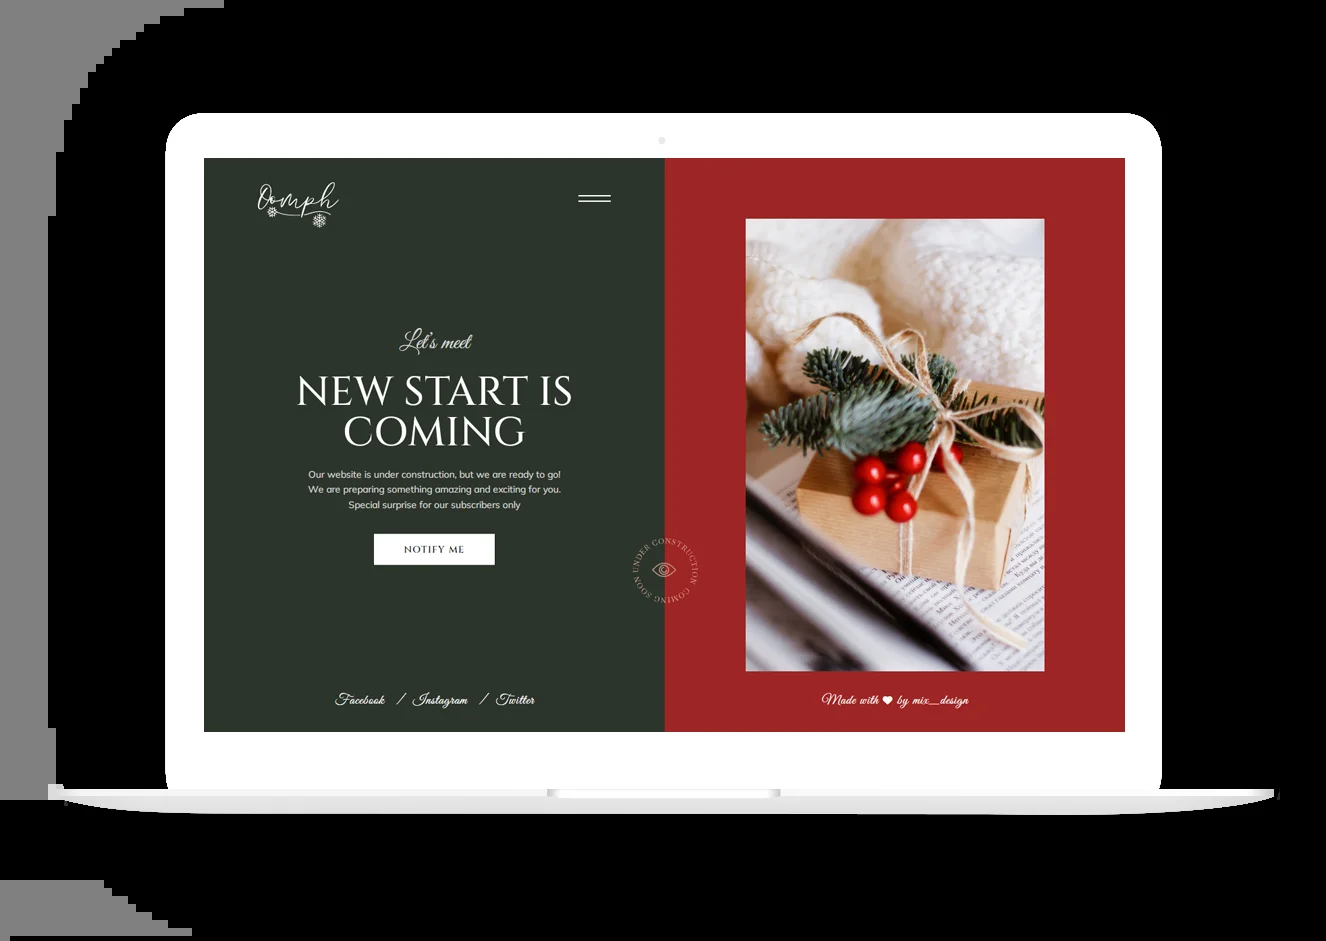 Oomph
Let's meet
NEW START IS
COMING
Our website is under construction, but we are ready to go!
We are preparing something amazing and exciting for you.
Special surprise for our subscribers only
NOTIFY ME
UNDER CONSTRUCTION COMING SOON
Facebook / Instagram / Twitter
Made with ♥ by mix_design